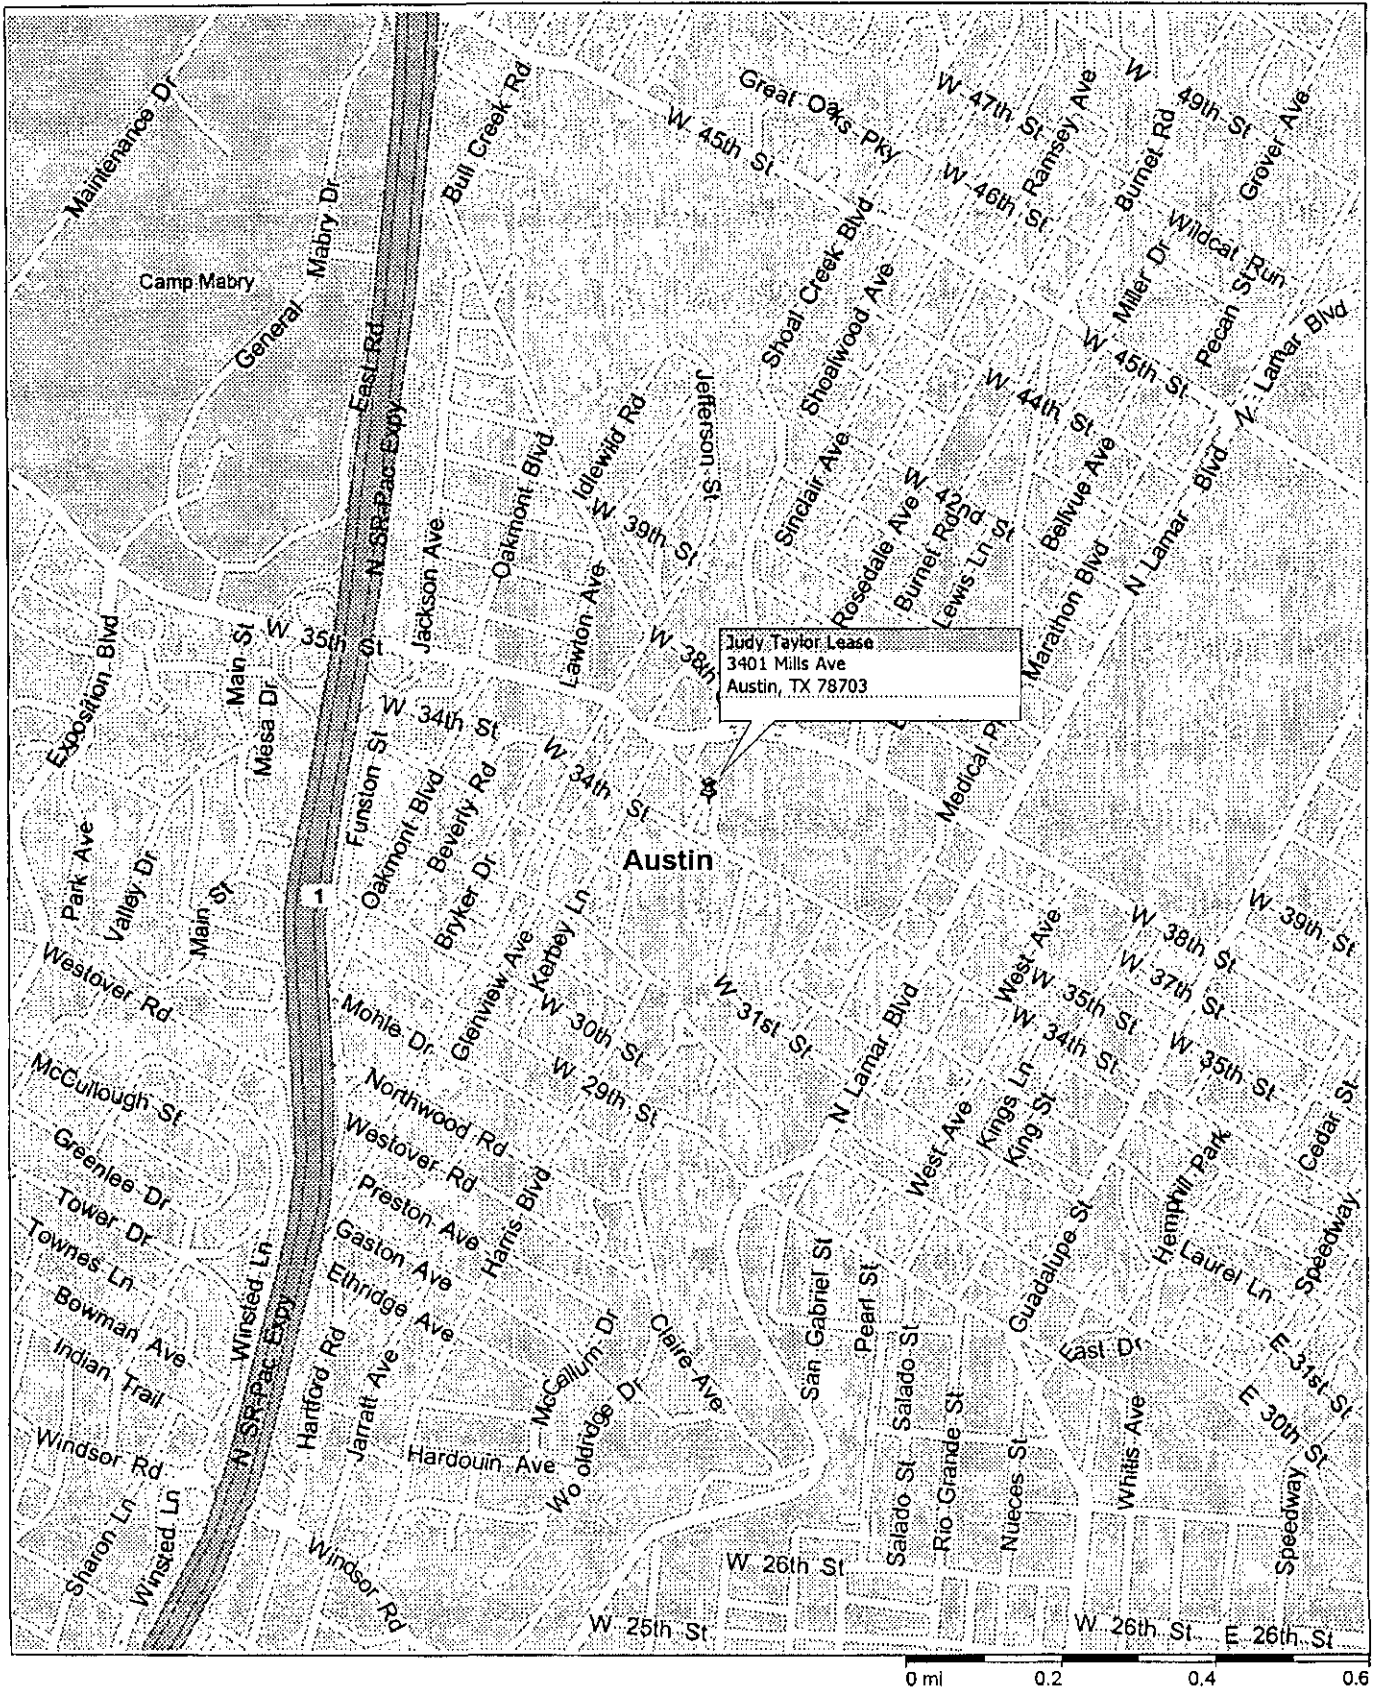 Maintenance Dr
Bull Creek Rd
Great Oaks Pky
W 47th St
Ramsey Ave
W 49th St
Burnet Rd
Grover Ave
W 45th St
W 46th St
Mabry Dr
Camp Mabry
General
Shoal Creek Blvd
Shoalwood Ave
Wildcat Run
Miller Dr
Pecan St
N Lamar Blvd
East Rd
W 45th St
W 44th St
Jefferson St
Idlewild Rd
N SR-Pac Expy
Oakmont Blvd
Sinclair Ave
W 42nd St
Bellvue Ave
N Lamar Blvd
W 39th St
Jackson Ave
Rosedale Ave
Burnet Rd
Lewis Ln
Marathon Blvd
Lawton Ave
Exposition Blvd
Main St
W 35th St
W 38th
Judy Taylor Lease
3401 Mills Ave
Austin, TX 78703
Mesa Dr
W 34th St
W 34th St
Medical P
Funston St
Oakmont Blvd
Beverly Rd
Bryker Dr
Austin
Park Ave
Valley Dr
Main St
1
Kerbey Ln
Glenview Ave
West Ave
W 38th St
W 39th St
W 37th St
W 35th St
W 34th St
W 35th St
Westover Rd
Mohle Dr
W 30th St
W 31st St
N Lamar Blvd
McCullough St
W 29th St
Northwood Rd
Westover Rd
Kings Ln
King St
West Ave
Cedar St
Greenlee Dr
Tower Dr
Townes Ln
Preston Ave
Harris Blvd
Gaston Ave
Hemphill Park
Speedway
Laurel Ln
Guadalupe St
Bowman Ave
Winsted Ln
Ethridge Ave
San Gabriel St
Pearl St
Indian Trail
N SR-Pac Expy
Hartford Rd
Jarratt Ave
McCallum Dr
Claire Ave
Salado St
East Dr
E 31st St
E 30th St
Windsor Rd
Hardouin Ave
Wooldridge Dr
Salado St
Rio Grande St
Nueces St
Whitis Ave
Speedway
Sharon Ln
Winsted Ln
Windsor Rd
W 26th St
W 25th St
W 26th St
E 26th St
0 mi 0.2 0.4 0.6